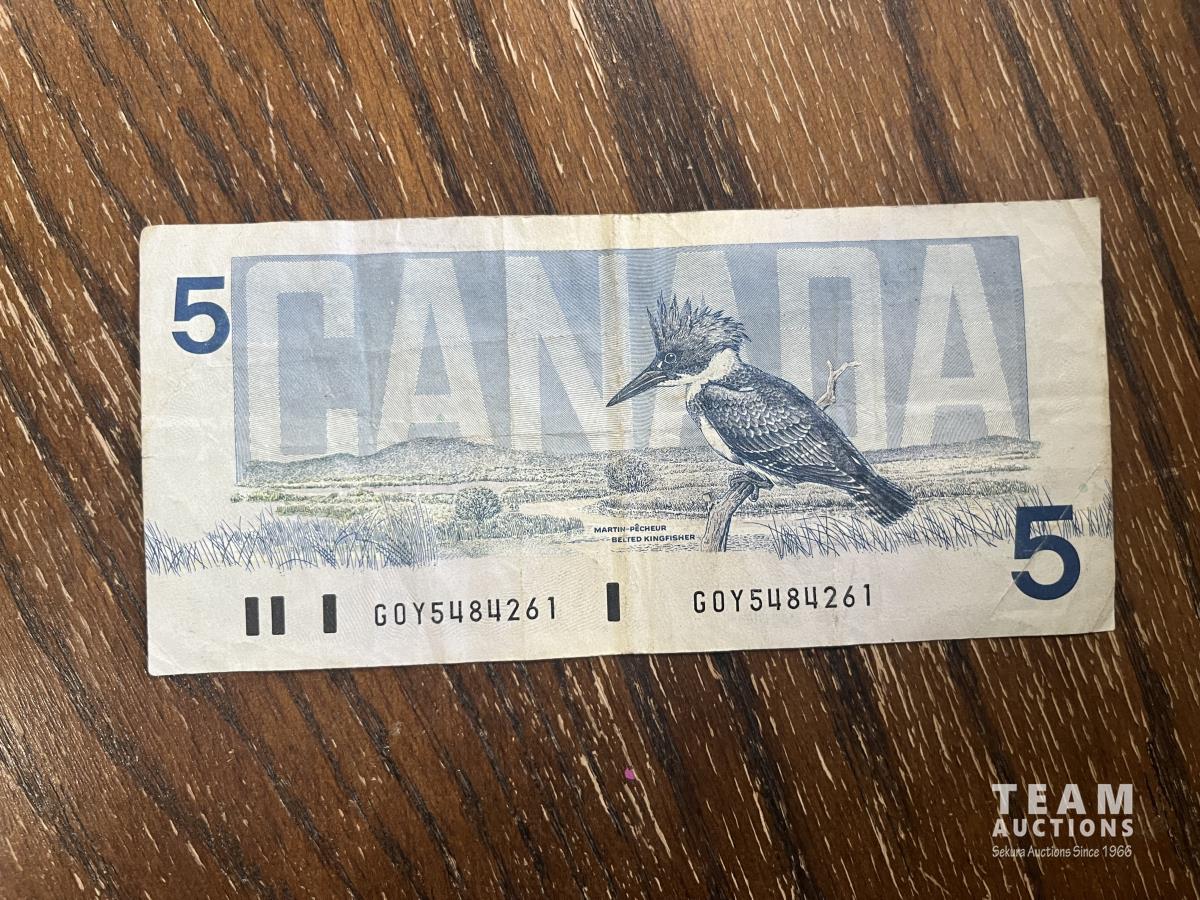 5
CANADA
MARTIN-PÊCHEUR
BELTED KINGFISHER
5
GOY5484261
GOY5484261
TEAM
AUCTIONS
Sekura Auctions Since 1966